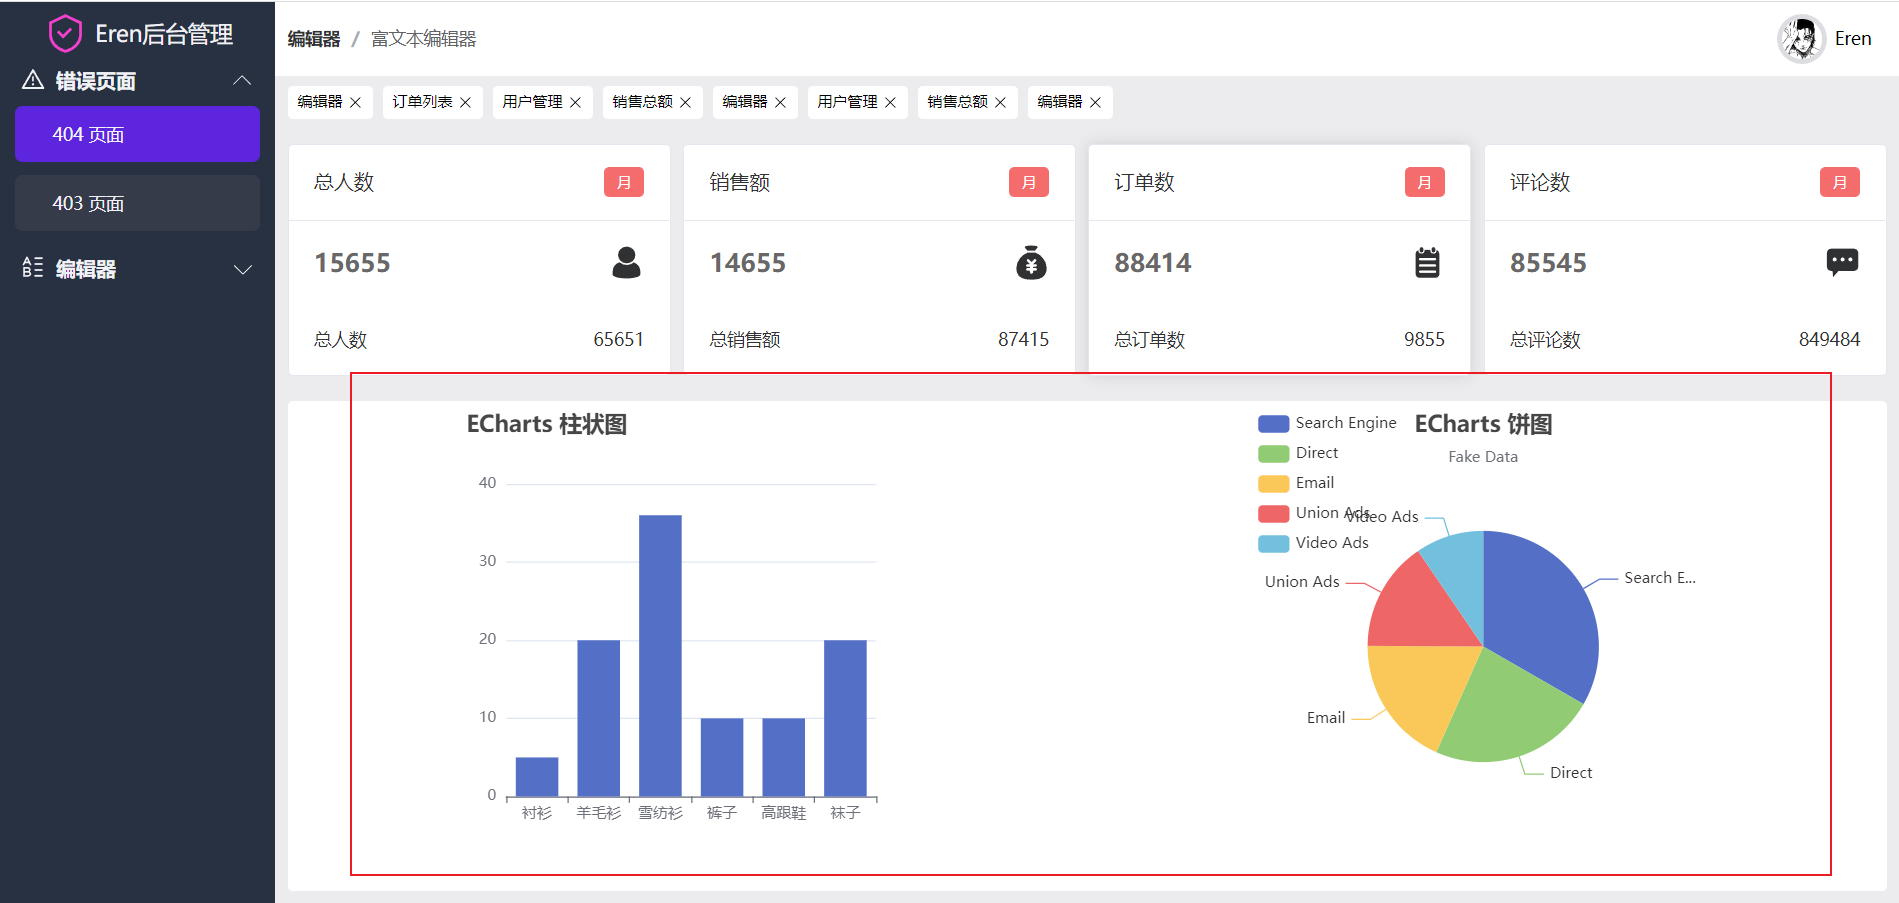 Eren后台管理
错误页面
404 页面
403 页面
编辑器
编辑器 / 富文本编辑器
Eren
编辑器 订单列表 用户管理 销售总额 编辑器 用户管理 销售总额 编辑器
总人数 月
15655
总人数 65651
销售额 月
14655
总销售额 87415
订单数 月
88414
总订单数 9855
评论数 月
85545
总评论数 849484
ECharts 柱状图
40
30
20
10
0
衬衫 羊毛衫 雪纺衫 裤子 高跟鞋 袜子
ECharts 饼图
Fake Data
Search Engine
Direct
Email
Union Ads
Video Ads
Video Ads
Search E...
Union Ads
Email
Direct